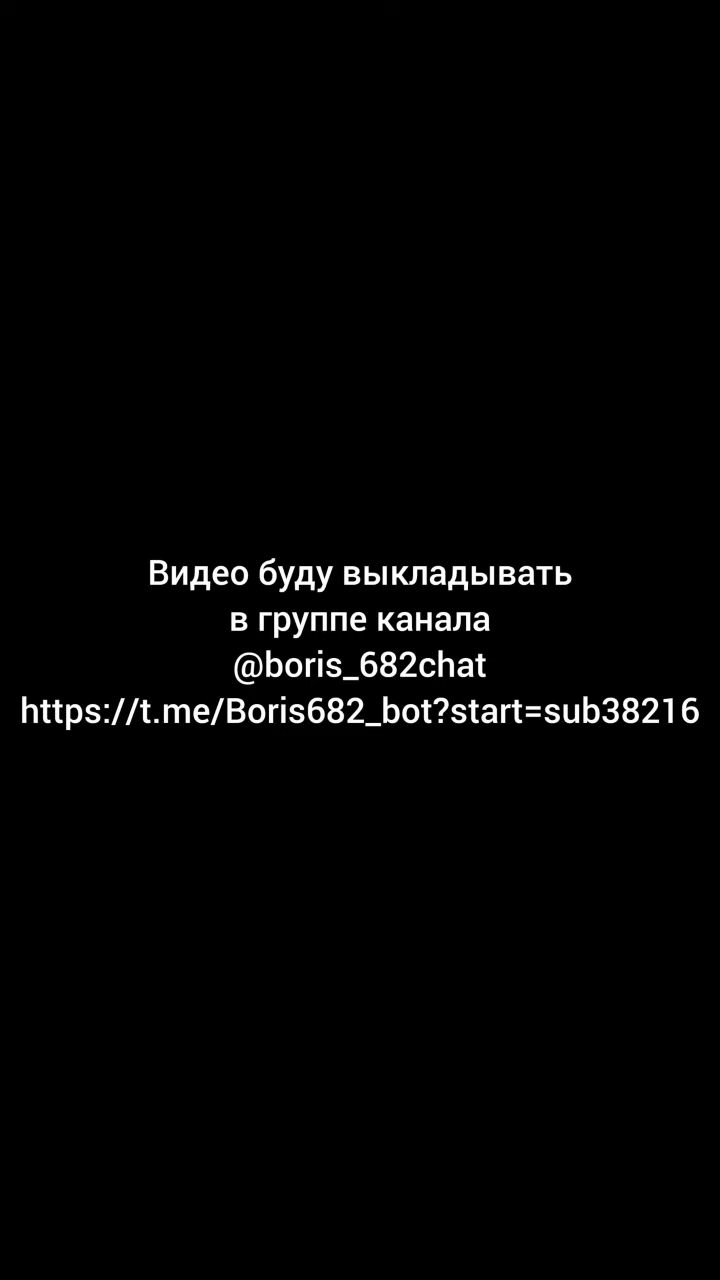 Видео буду выкладывать
в группе канала
@boris_682chat
https://t.me/Boris682_bot?start=sub38216